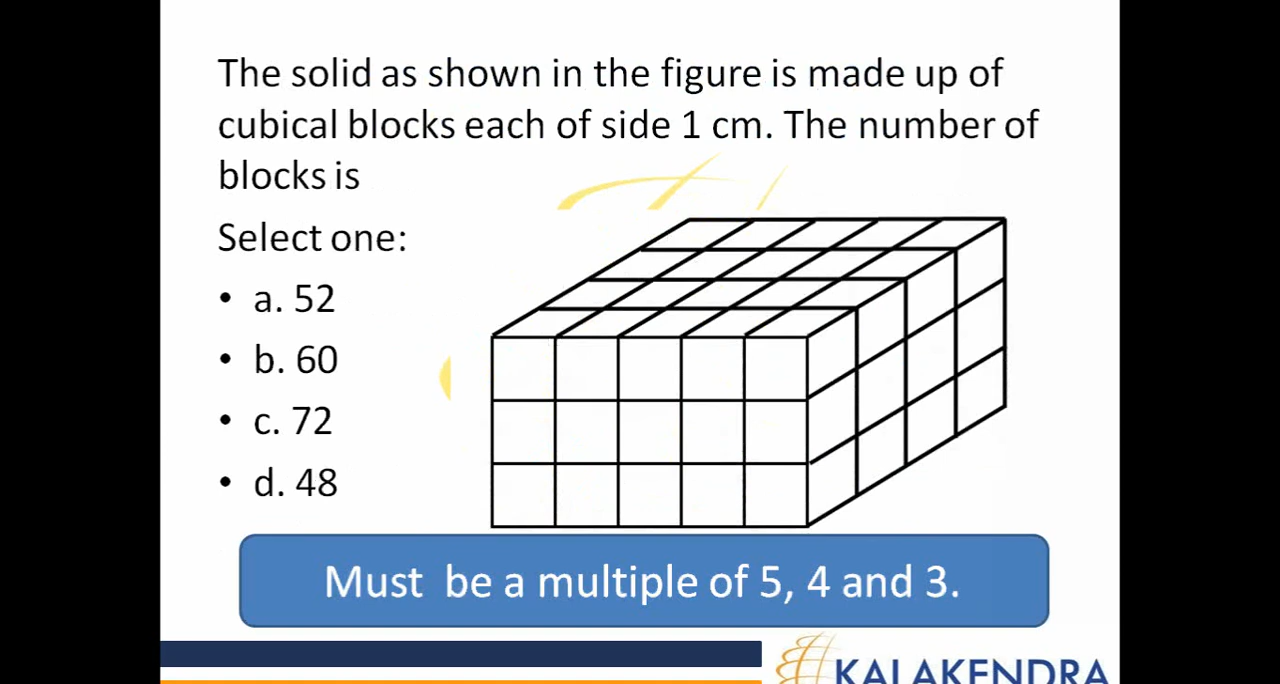 The solid as shown in the figure is made up of
cubical blocks each of side 1 cm. The number of
blocks is
Select one:
• a. 52
• b. 60
• c. 72
• d. 48
Must be a multiple of 5, 4 and 3.
KALAKENDRA